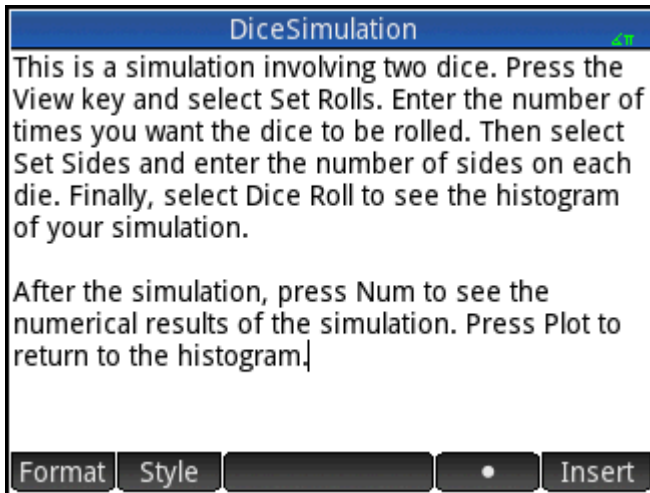 DiceSimulation
∡π
This is a simulation involving two dice. Press the
View key and select Set Rolls. Enter the number of
times you want the dice to be rolled. Then select
Set Sides and enter the number of sides on each
die. Finally, select Dice Roll to see the histogram
of your simulation.
After the simulation, press Num to see the
numerical results of the simulation. Press Plot to
return to the histogram.
Format Style • Insert